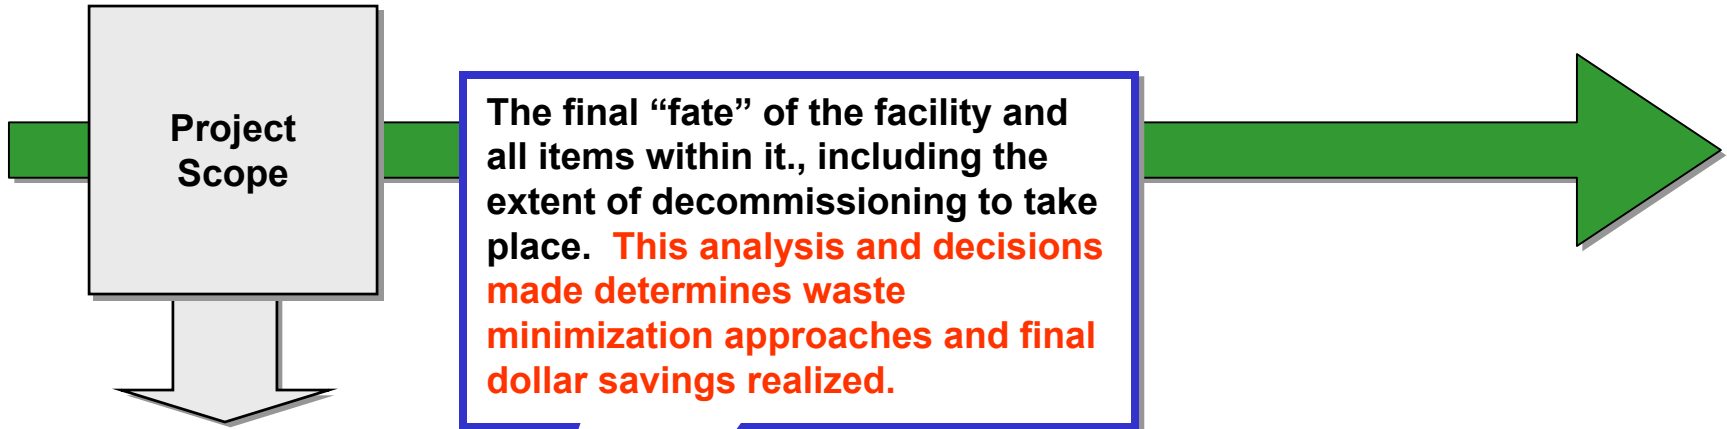 Project
Scope
The final “fate” of the facility and
all items within it., including the
extent of decommissioning to take
place.  This analysis and decisions
made determines waste
minimization approaches and final
dollar savings realized.